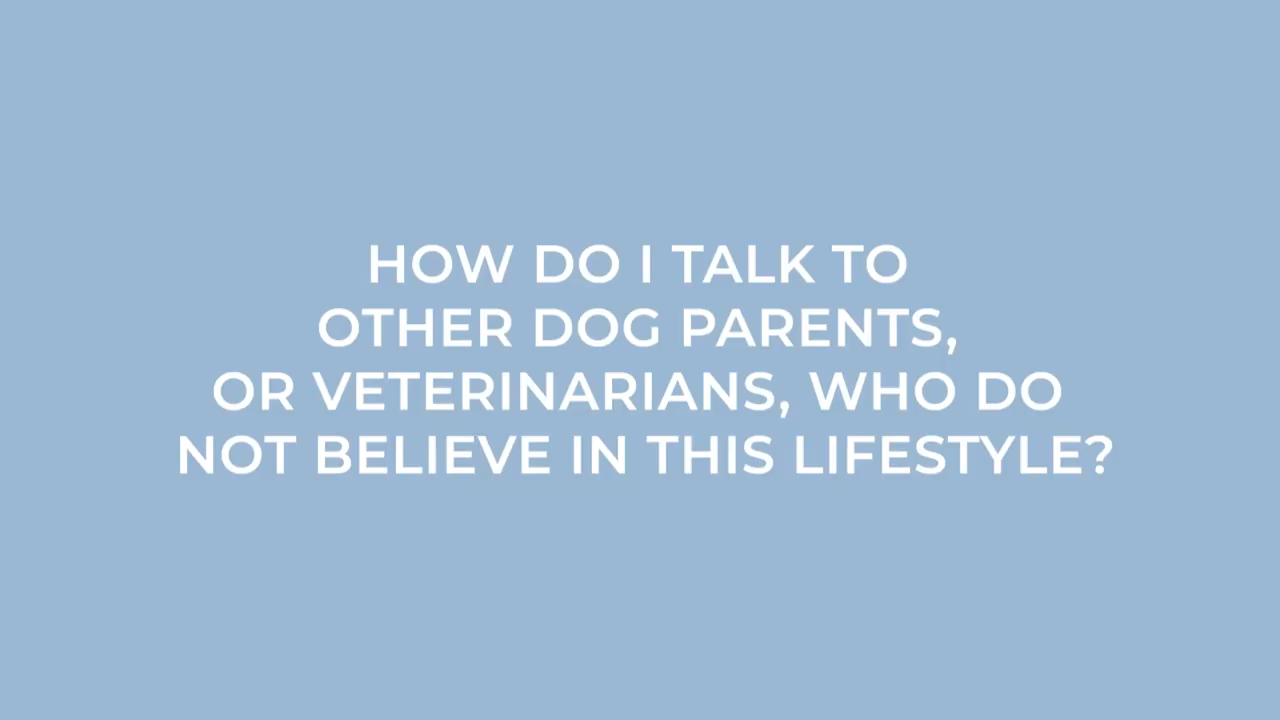 HOW DO I TALK TO
OTHER DOG PARENTS,
OR VETERINARIANS, WHO DO
NOT BELIEVE IN THIS LIFESTYLE?